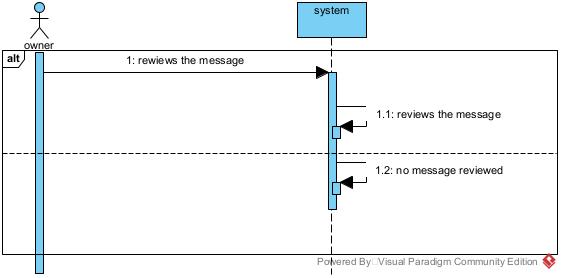 system
owner
alt
1: rewiews the message
1.1: reviews the message
1.2: no message reviewed
Powered By Visual Paradigm Community Edition